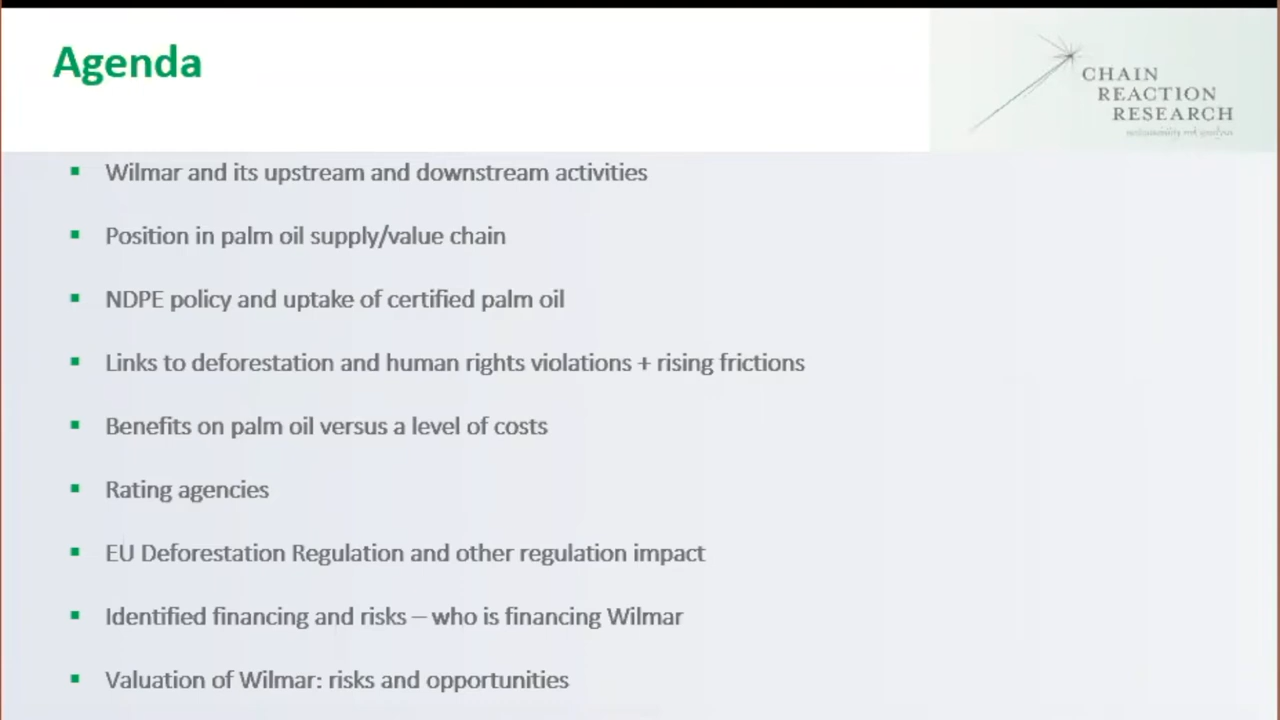 Agenda
CHAIN
REACTION
RESEARCH
sustainability risk analysis
Wilmar and its upstream and downstream activities
Position in palm oil supply/value chain
NDPE policy and uptake of certified palm oil
Links to deforestation and human rights violations + rising frictions
Benefits on palm oil versus a level of costs
Rating agencies
EU Deforestation Regulation and other regulation impact
Identified financing and risks – who is financing Wilmar
Valuation of Wilmar: risks and opportunities